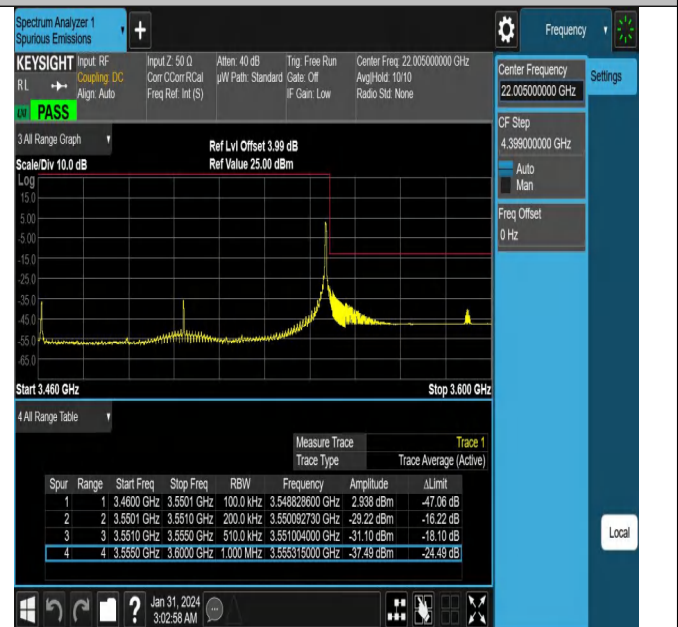 Spectrum Analyzer 1
Spurious Emissions
+
Frequency
KEYSIGHT
Input: RF
Coupling: DC
Align: Auto
RL
Input Z: 50 Ω
Corr CCorr RCal
Freq Ref: Int (S)
Atten: 40 dB
µW Path: Standard
Trig: Free Run
Gate: Off
IF Gain: Low
Center Freq: 22.005000000 GHz
Avg|Hold: 10/10
Radio Std: None
LXI PASS
Center Frequency
22.005000000 GHz
Settings
CF Step
4.399000000 GHz
Auto
Man
Freq Offset
0 Hz
3 All Range Graph
Scale/Div 10.0 dB
Ref Lvl Offset 3.99 dB
Ref Value 25.00 dBm
Log
15.0
5.00
-5.00
-15.0
-25.0
-35.0
-45.0
-55.0
-65.0
Start 3.460 GHz
Stop 3.600 GHz
4 All Range Table
Measure Trace Trace 1
Trace Type Trace Average (Active)
Spur Range Start Freq Stop Freq RBW Frequency Amplitude ΔLimit
1 1 3.4600 GHz 3.5501 GHz 100.0 kHz 3.548828600 GHz 2.938 dBm -47.06 dB
2 2 3.5501 GHz 3.5510 GHz 200.0 kHz 3.550092730 GHz -29.22 dBm -16.22 dB
3 3 3.5510 GHz 3.5550 GHz 510.0 kHz 3.551004000 GHz -31.10 dBm -18.10 dB
4 4 3.5550 GHz 3.6000 GHz 1.000 MHz 3.555315000 GHz -37.49 dBm -24.49 dB
Local
?
Jan 31, 2024
3:02:58 AM